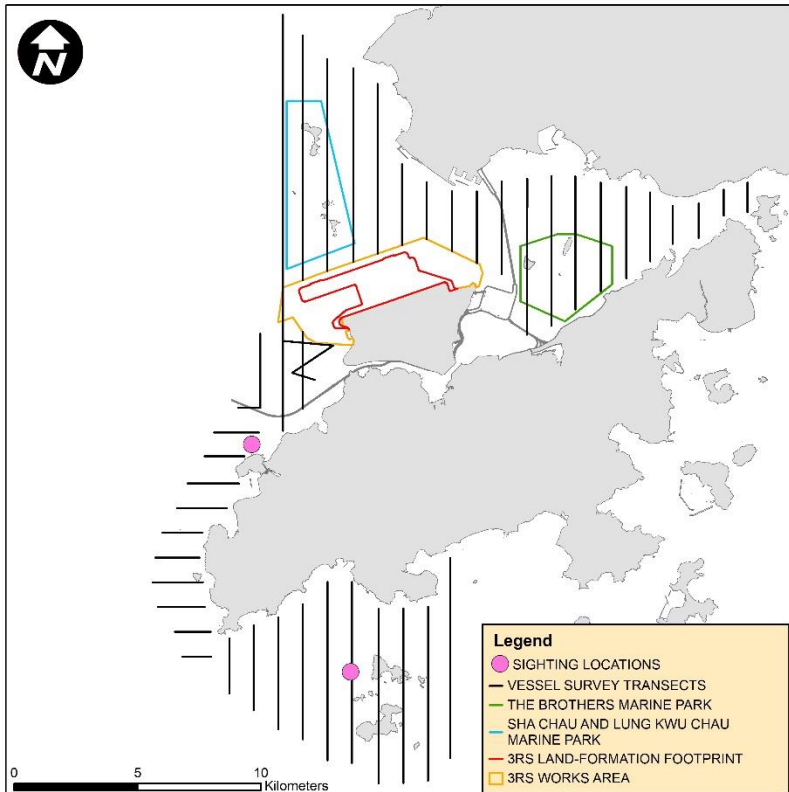 N
Legend
SIGHTING LOCATIONS
VESSEL SURVEY TRANSECTS
THE BROTHERS MARINE PARK
SHA CHAU AND LUNG KWU CHAU
MARINE PARK
3RS LAND-FORMATION FOOTPRINT
3RS WORKS AREA
0 5 10
Kilometers